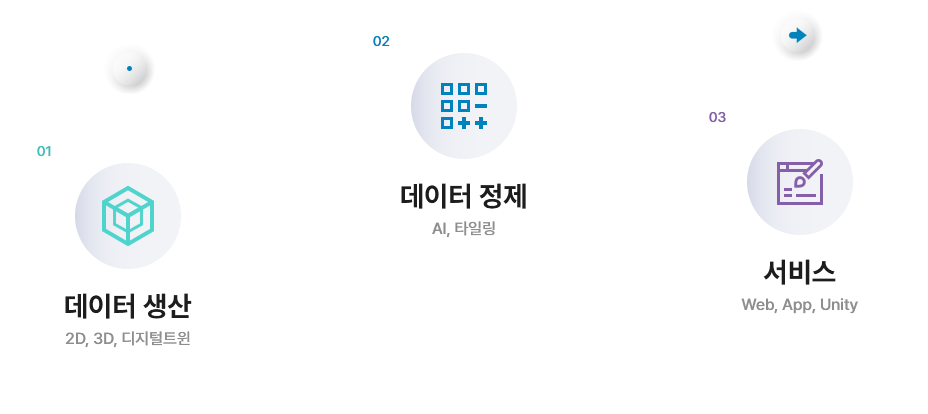 01
데이터 생산
2D, 3D, 디지털트윈
02
데이터 정제
AI, 타일링
03
서비스
Web, App, Unity